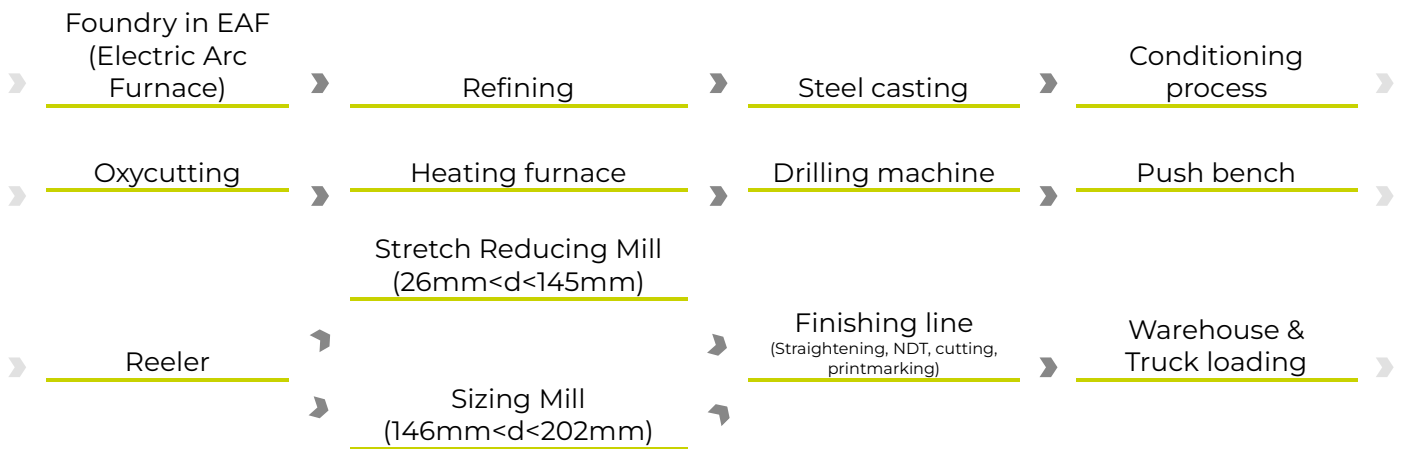 Foundry in EAF
(Electric Arc
Furnace)
Refining
Steel casting
Conditioning
process
Oxycutting
Heating furnace
Drilling machine
Push bench
Reeler
Stretch Reducing Mill
(26mm<d<145mm)
Sizing Mill
(146mm<d<202mm)
Finishing line
(Straightening, NDT, cutting,
printmarking)
Warehouse &
Truck loading